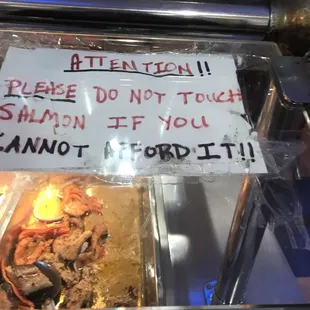 ATTENTION!!
PLEASE DO NOT TOUCH
SALMON IF YOU
CANNOT AFFORD IT!!